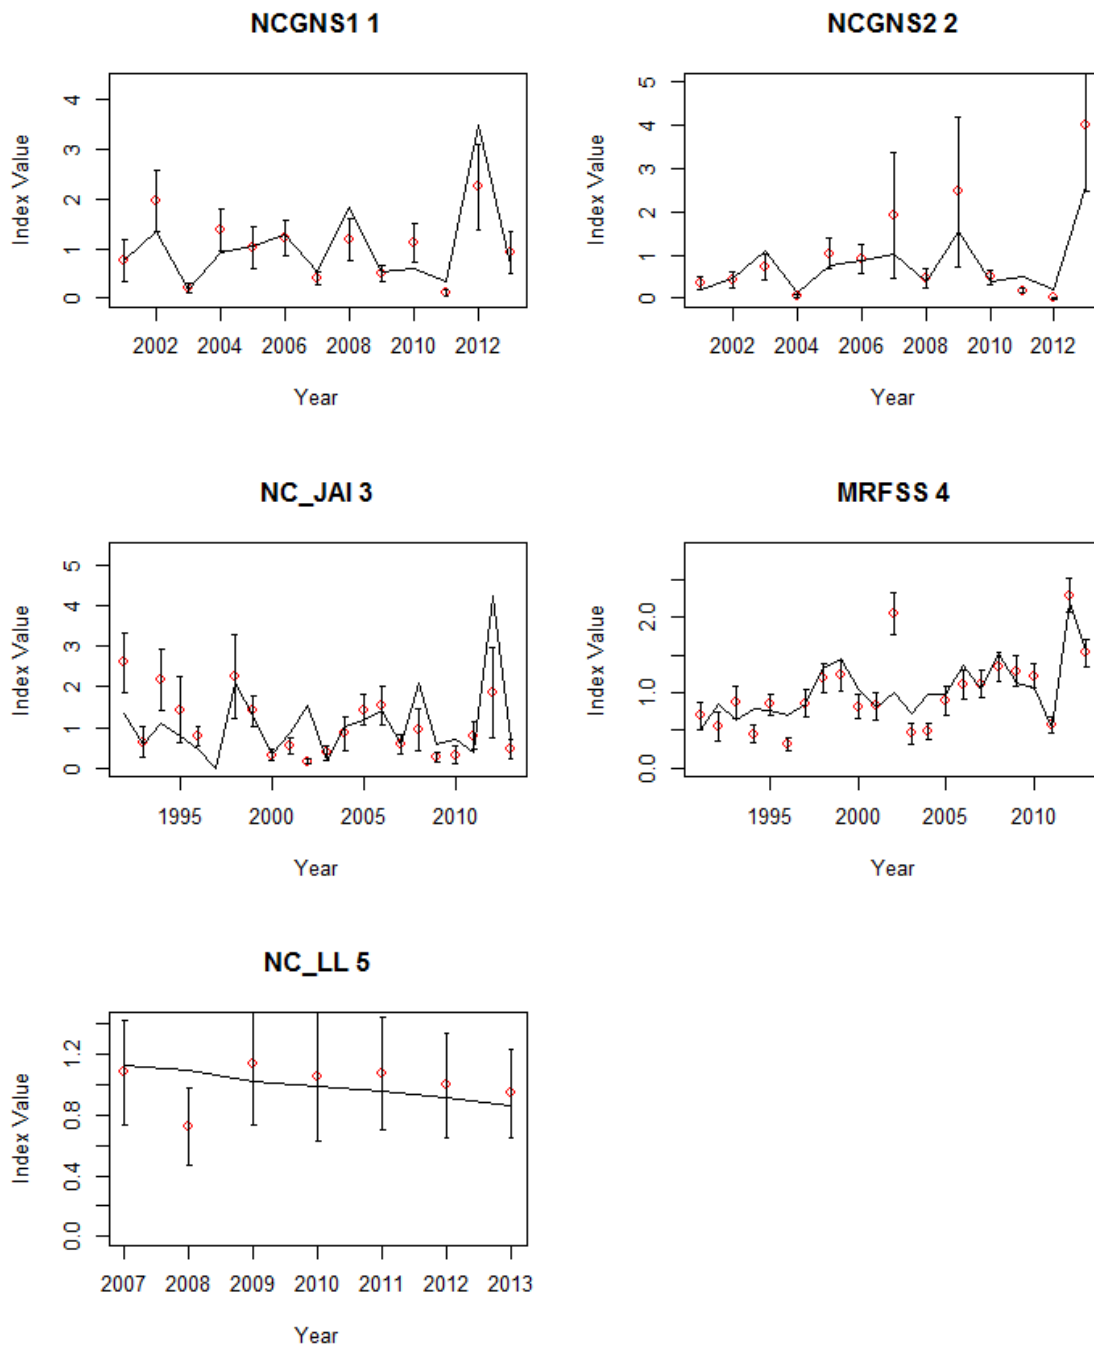 NCGNS1 1
Index Value
4
3
2
1
0
2002 2004 2006 2008 2010 2012
Year
NCGNS2 2
Index Value
5
4
3
2
1
0
2002 2004 2006 2008 2010 2012
Year
NC_JAI 3
Index Value
5
4
3
2
1
0
1995 2000 2005 2010
Year
MRFSS 4
Index Value
2.0
1.0
0.0
1995 2000 2005 2010
Year
NC_LL 5
Index Value
1.2
0.8
0.4
0.0
2007 2008 2009 2010 2011 2012 2013
Year